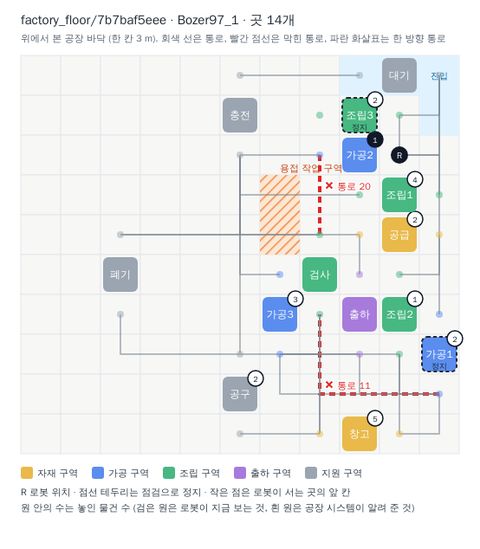 factory_floor/7b7baf5eee · Bozer97_1 · 곳 14개
위에서 본 공장 바닥 (한 칸 3 m). 회색 선은 통로, 빨간 점선은 막힌 통로, 파란 화살표는 한 방향 통로
대기
전립
2
충전
조립3
정지
1
가공2
R
용접 작업 구역
✕ 통로 20
4
조립1
2
공급
폐기
검사
3
가공3
출하
1
조립2
2
가공1
정지
2
공구
✕ 통로 11
5
창고
자재 구역
가공 구역
조립 구역
출하 구역
지원 구역
R 로봇 위치 · 점선 테두리는 점검으로 정지 · 작은 점은 로봇이 서는 곳의 앞 칸
원 안의 수는 놓인 물건 수 (검은 원은 로봇이 지금 보는 것, 흰 원은 공장 시스템이 알려 준 것)